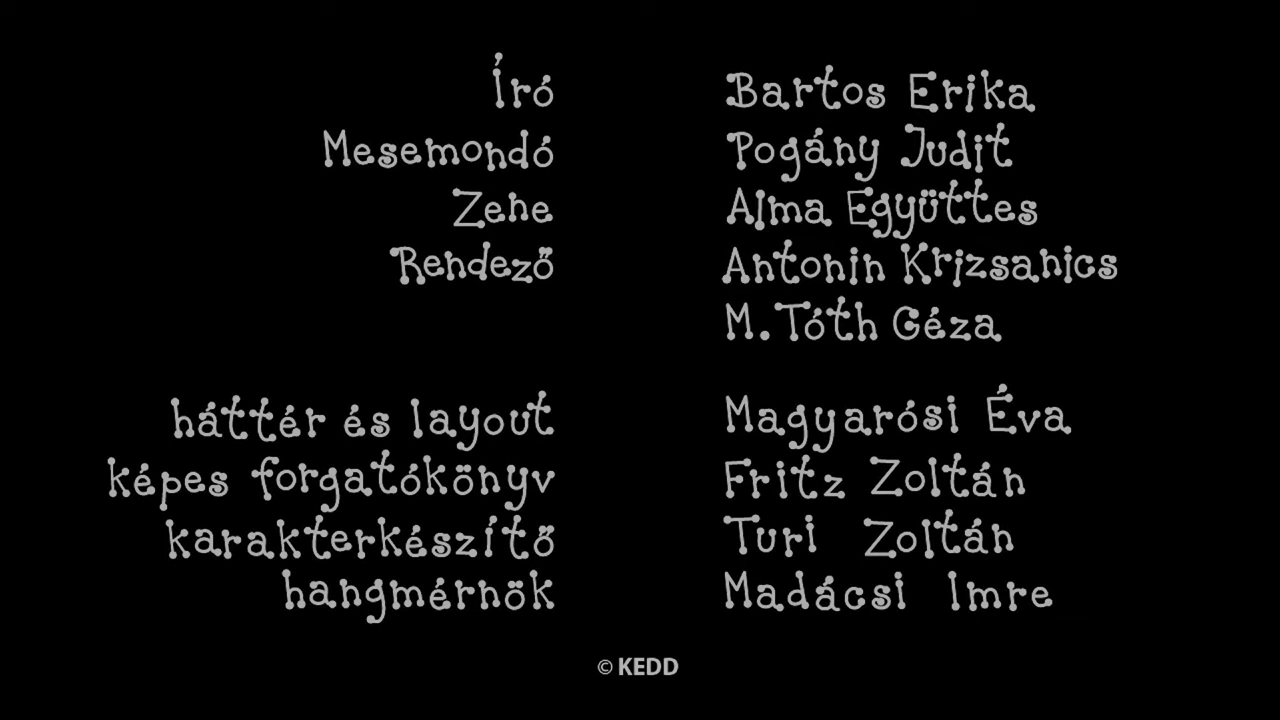 Író Bartos Erika
Mesemondó Pogány Judit
Zene Alma Együttes
Rendező Antonin Krizsanics
M. Tóth Géza
háttér és layout Magyarósi Éva
képes forgatókönyv Fritz Zoltán
karakterkészítő Turi Zoltán
hangmérnök Madácsi Imre
© KEDD